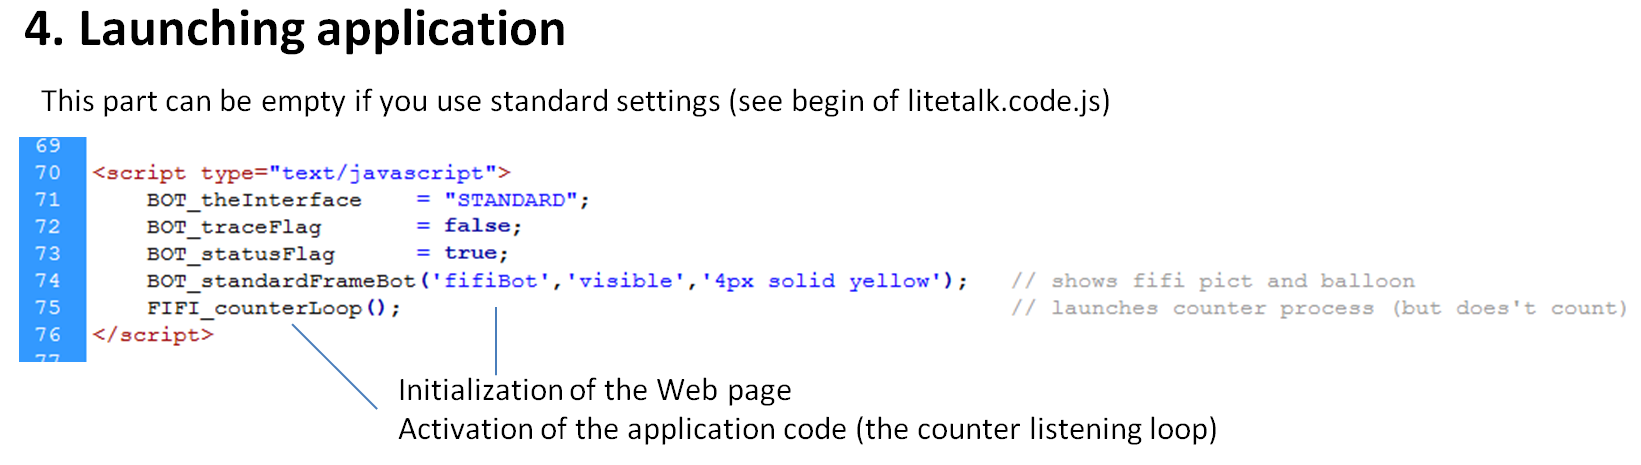 4. Launching application
This part can be empty if you use standard settings (see begin of litetalk.code.js)
69
70 <script type="text/javascript">
71 BOT_theInterface = "STANDARD";
72 BOT_traceFlag = false;
73 BOT_statusFlag = true;
74 BOT_standardFrameBot('fifiBot','visible','4px solid yellow'); // shows fifi pict and balloon
75 FIFI_counterLoop(); // launches counter process (but does't count)
76 </script>
77
Initialization of the Web page
Activation of the application code (the counter listening loop)